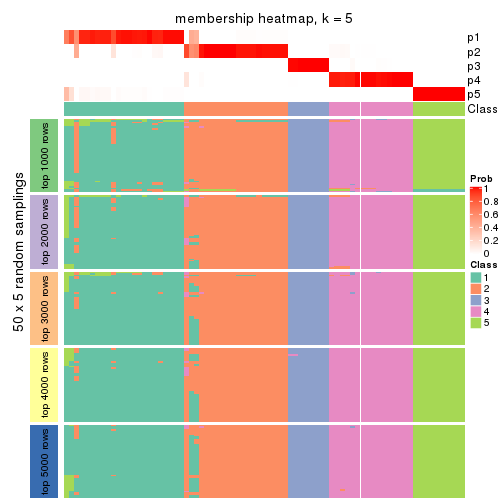 membership heatmap, k = 5
p1
p2
p3
p4
p5
Class
50 x 5 random samplings
top 1000 rows
top 2000 rows
top 3000 rows
top 4000 rows
top 5000 rows
Prob
1
0.8
0.6
0.4
0.2
0
Class
1
2
3
4
5